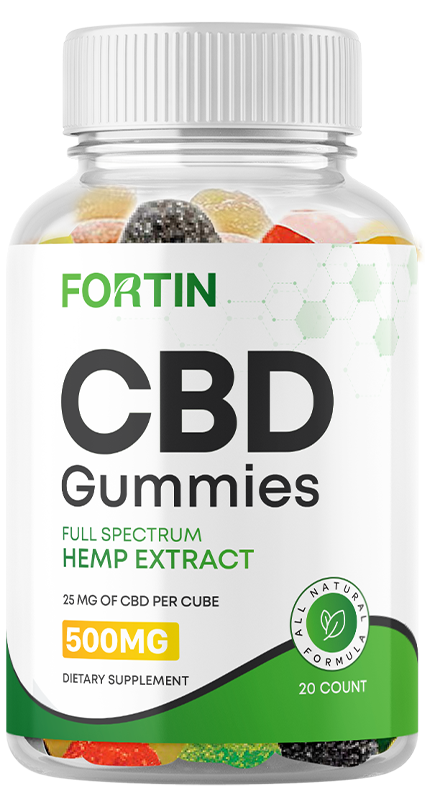 FORTIN
CBD
Gummies
FULL SPECTRUM
HEMP EXTRACT
25 MG OF CBD PER CUBE
500MG
DIETARY SUPPLEMENT
ALL NATURAL
FORMULA
20 COUNT